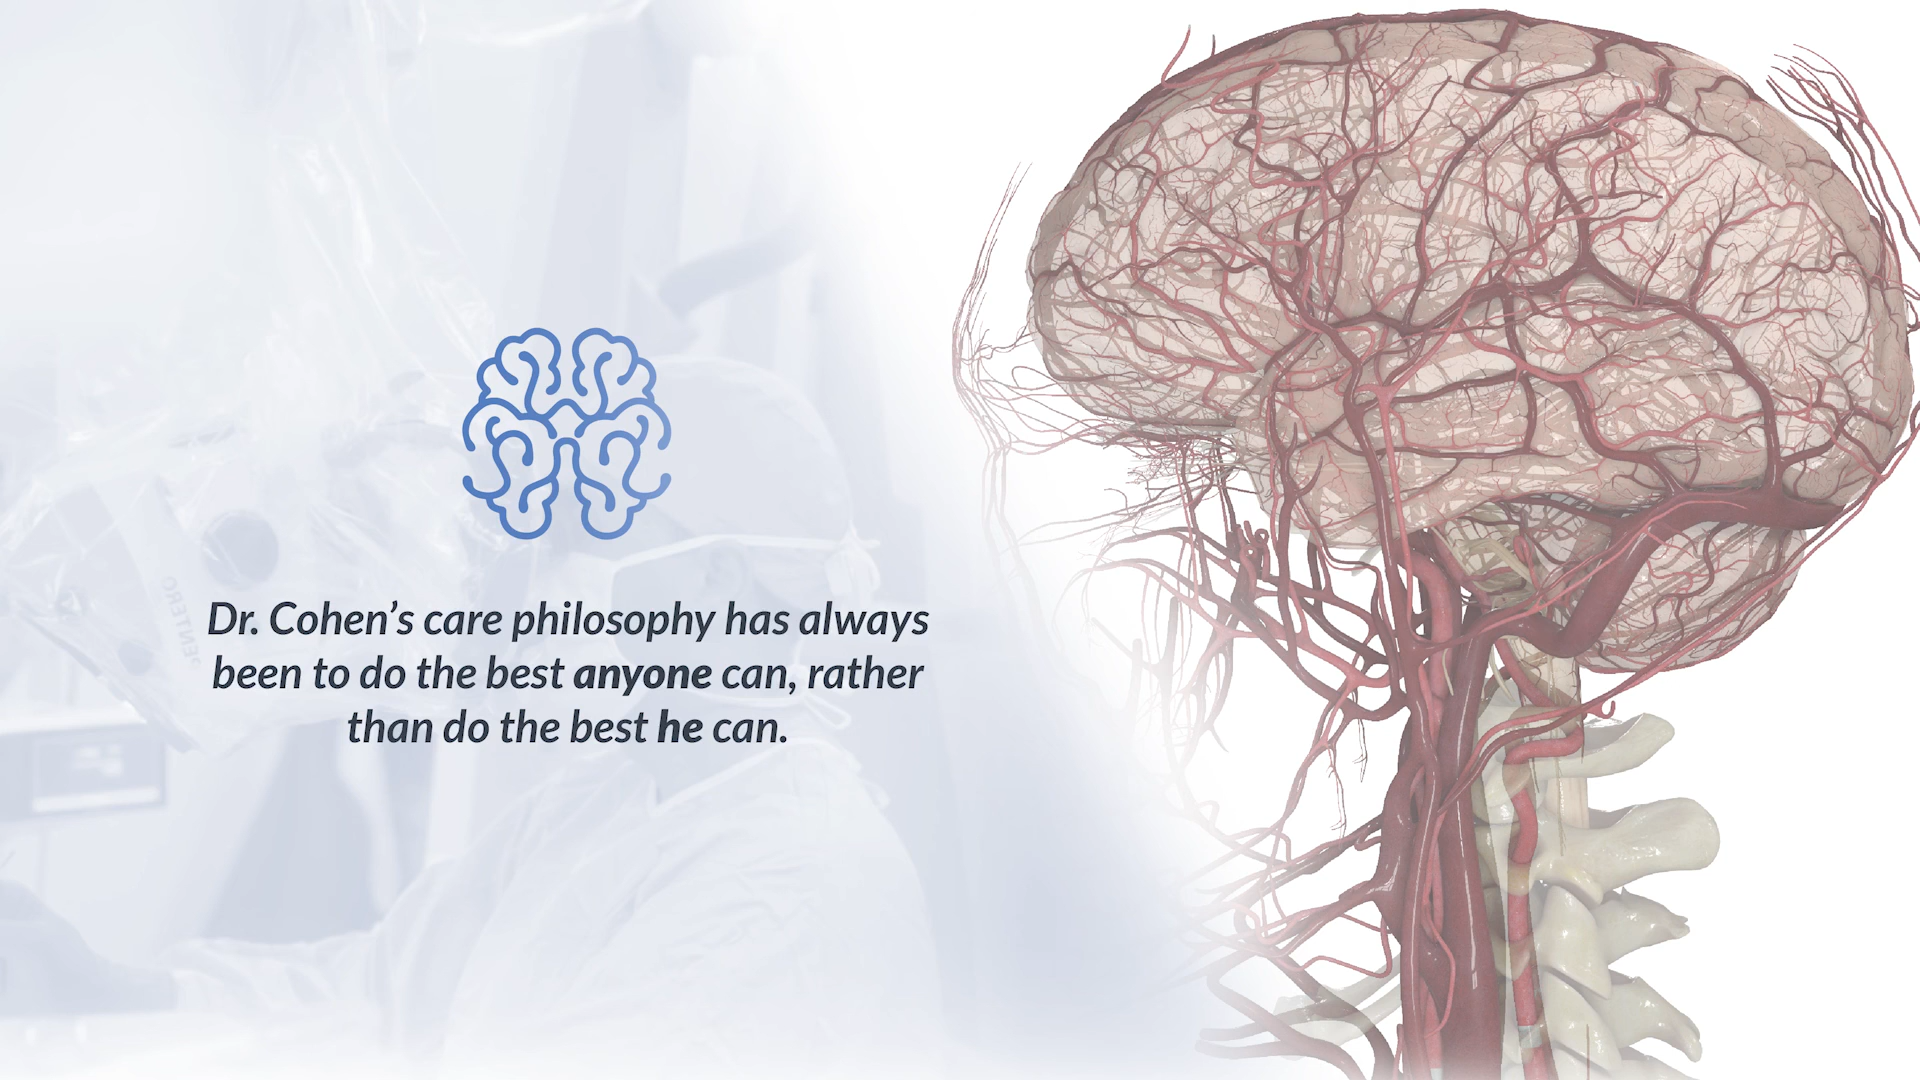 Dr. Cohen’s care philosophy has always
been to do the best anyone can, rather
than do the best he can.
PENTERO